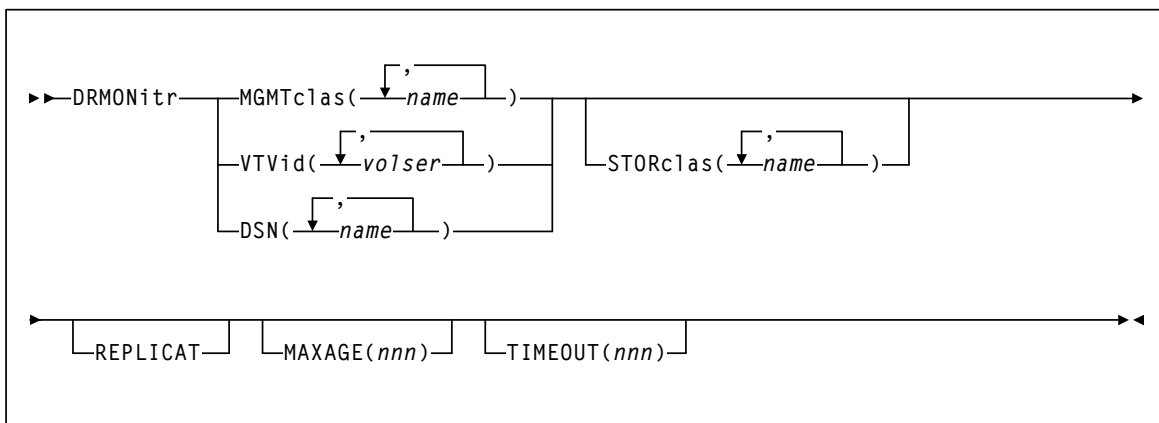 ,
DRMONitr MGMTclas( name )
, ,
VTVid( volser ) STORclas( name )
,
DSN( name )
REPLICAT MAXAGE(nnn) TIMEOUT(nnn)